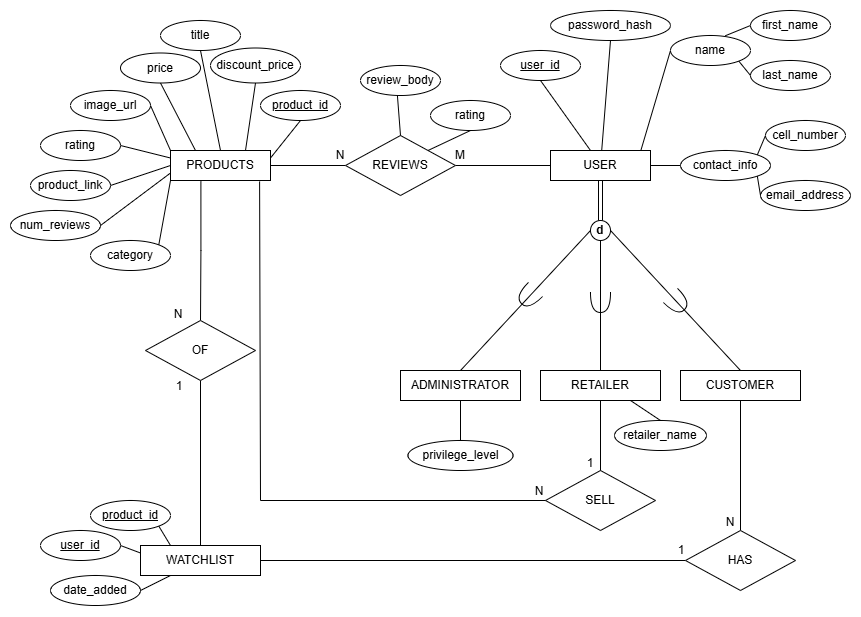 password_hash
first_name
title
name
discount_price
user_id
price
last_name
review_body
image_url
product_id
rating
cell_number
rating
N
M
PRODUCTS
REVIEWS
USER
contact_info
product_link
email_address
num_reviews
d
category
N
OF
1
ADMINISTRATOR
RETAILER
CUSTOMER
retailer_name
privilege_level
1
N
SELL
product_id
N
user_id
1
WATCHLIST
HAS
date_added